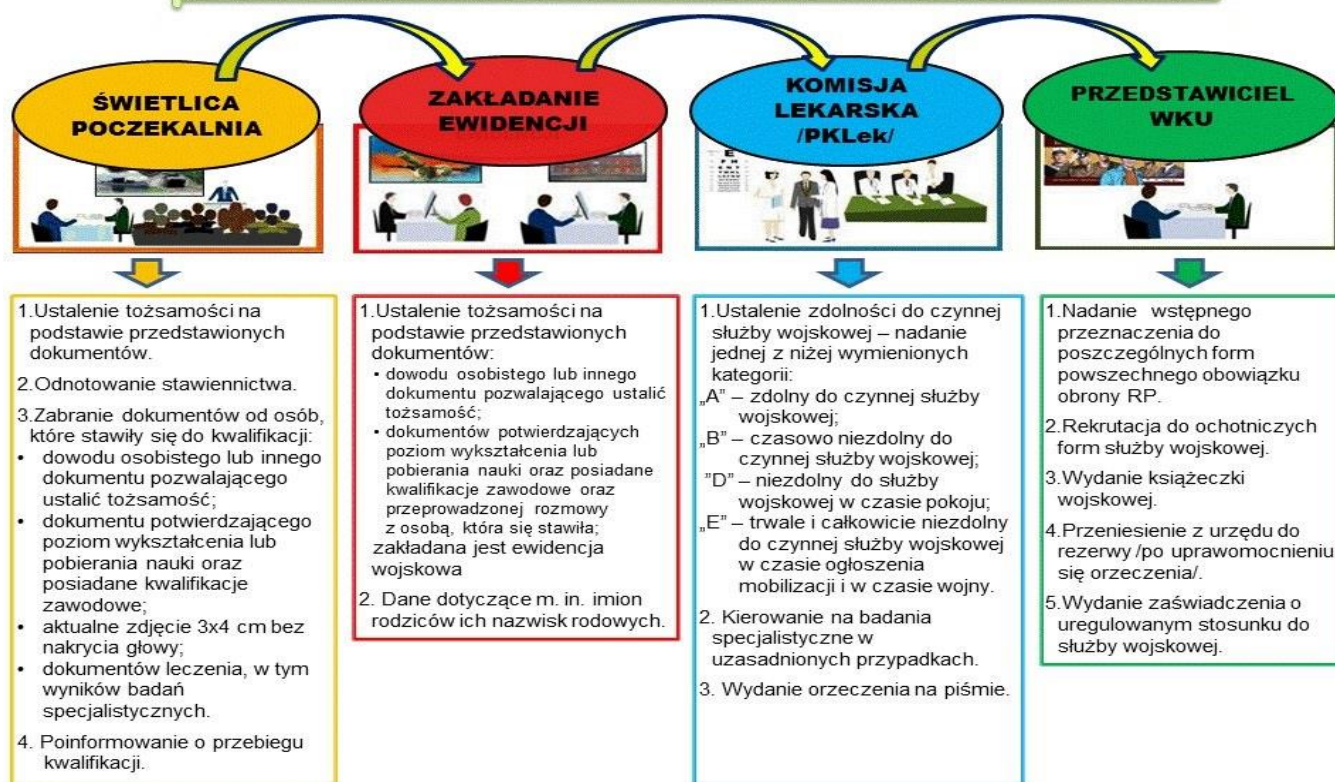 ŚWIETLICA
POCZEKALNIA
1.Ustalenie tożsamości na
podstawie przedstawionych
dokumentów.
2.Odnotowanie stawiennictwa.
3.Zabranie dokumentów od osób,
które stawiły się do kwalifikacji:
• dowodu osobistego lub innego
dokumentu pozwalającego
ustalić tożsamość;
• dokumentu potwierdzającego
poziom wykształcenia lub
pobierania nauki oraz
posiadane kwalifikacje
zawodowe;
• aktualne zdjęcie 3x4 cm bez
nakrycia głowy;
• dokumentów leczenia, w tym
wyników badań
specjalistycznych.
4. Poinformowanie o przebiegu
kwalifikacji.
ZAKŁADANIE
EWIDENCJI
1.Ustalenie tożsamości na
podstawie przedstawionych
dokumentów:
• dowodu osobistego lub innego
dokumentu pozwalającego ustalić
tożsamość;
• dokumentów potwierdzających
poziom wykształcenia lub
pobierania nauki oraz posiadane
kwalifikacje zawodowe oraz
przeprowadzonej rozmowy
z osobą, która się stawiła;
zakładana jest ewidencja
wojskowa
2. Dane dotyczące m. in. imion
rodziców ich nazwisk rodowych.
KOMISJA
LEKARSKA
/PKLek/
1.Ustalenie zdolności do czynnej
służby wojskowej – nadanie
jednej z niżej wymienionych
kategorii:
„A” – zdolny do czynnej służby
wojskowej;
„B” – czasowo niezdolny do
czynnej służby wojskowej;
”D” – niezdolny do służby
wojskowej w czasie pokoju;
„E” – trwale i całkowicie niezdolny
do czynnej służby wojskowej
w czasie ogłoszenia
mobilizacji i w czasie wojny.
2. Kierowanie na badania
specjalistyczne w
uzasadnionych przypadkach.
3. Wydanie orzeczenia na piśmie.
PRZEDSTAWICIEL
WKU
1.Nadanie wstępnego
przeznaczenia do
poszczególnych form
powszechnego obowiązku
obrony RP.
2.Rekrutacja do ochotniczych
form służby wojskowej.
3.Wydanie książeczki
wojskowej.
4.Przeniesienie z urzędu do
rezerwy /po uprawomocnieniu
się orzeczenia/.
5.Wydanie zaświadczenia o
uregulowanym stosunku do
służby wojskowej.